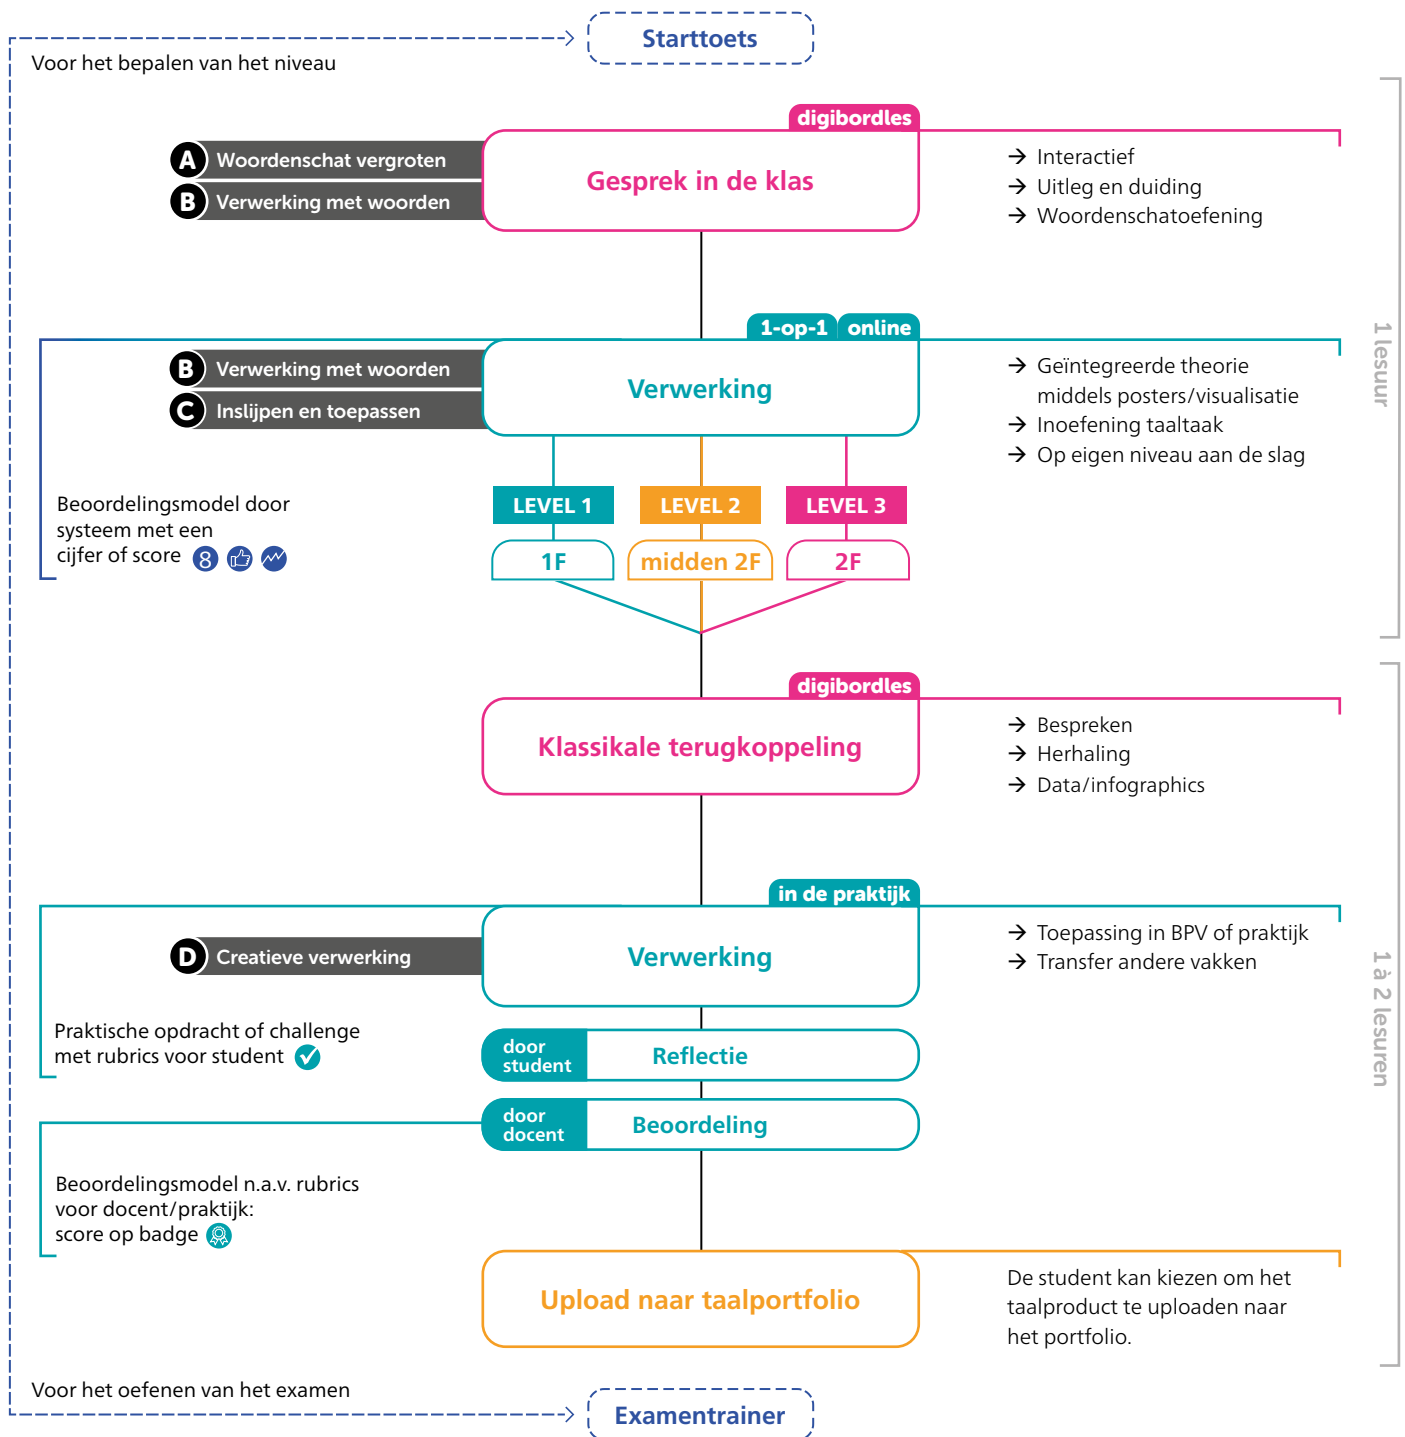 Starttoets
Voor het bepalen van het niveau
digibordles
A Woordenschat vergroten
B Verwerking met woorden
Gesprek in de klas
→ Interactief
→ Uitleg en duiding
→ Woordenschatoefening
1 lesuur
1-op-1 online
B Verwerking met woorden
C Inslijpen en toepassen
Verwerking
→ Geïntegreerde theorie
middels posters/visualisatie
→ Inoefening taaltaak
→ Op eigen niveau aan de slag
Beoordelingsmodel door
systeem met een
cijfer of score 8
LEVEL 1
LEVEL 2
LEVEL 3
1F
midden 2F
2F
digibordles
Klassikale terugkoppeling
→ Bespreken
→ Herhaling
→ Data/infographics
1 à 2 lesuren
in de praktijk
D Creatieve verwerking
Verwerking
→ Toepassing in BPV of praktijk
→ Transfer andere vakken
Praktische opdracht of challenge
met rubrics voor student
door
student
Reflectie
door
docent
Beoordeling
Beoordelingsmodel n.a.v. rubrics
voor docent/praktijk:
score op badge
Upload naar taalportfolio
De student kan kiezen om het
taalproduct te uploaden naar
het portfolio.
Voor het oefenen van het examen
Examentrainer